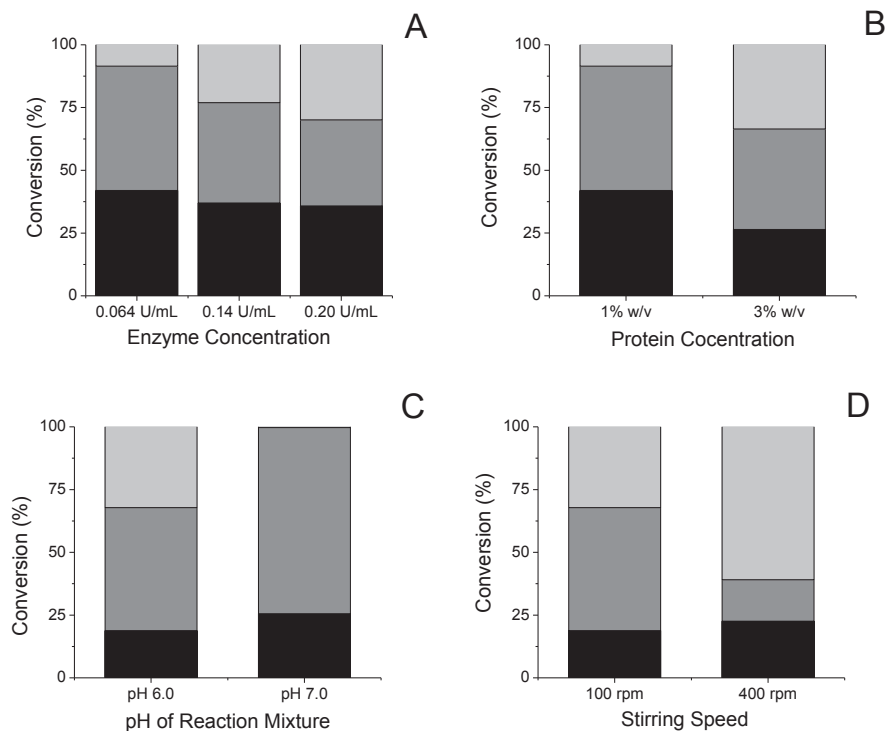 A
Conversion (%)
100
75
50
25
0
0.064 U/mL 0.14 U/mL 0.20 U/mL
Enzyme Concentration
B
Conversion (%)
100
75
50
25
0
1% w/v 3% w/v
Protein Cocentration
C
Conversion (%)
100
75
50
25
0
pH 6.0 pH 7.0
pH of Reaction Mixture
D
Conversion (%)
100
75
50
25
0
100 rpm 400 rpm
Stirring Speed